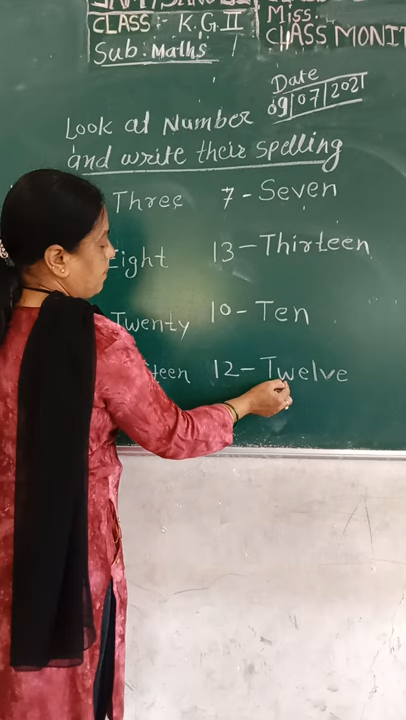 CLASS:- K.G.II
Miss.
Sub: Maths
CLASS MONIT
Date
09/07/2021
Look at Number
and write their spelling
Three 7-Seven
Eight 13-Thirteen
Twenty 10-Ten
teen 12-Twelve